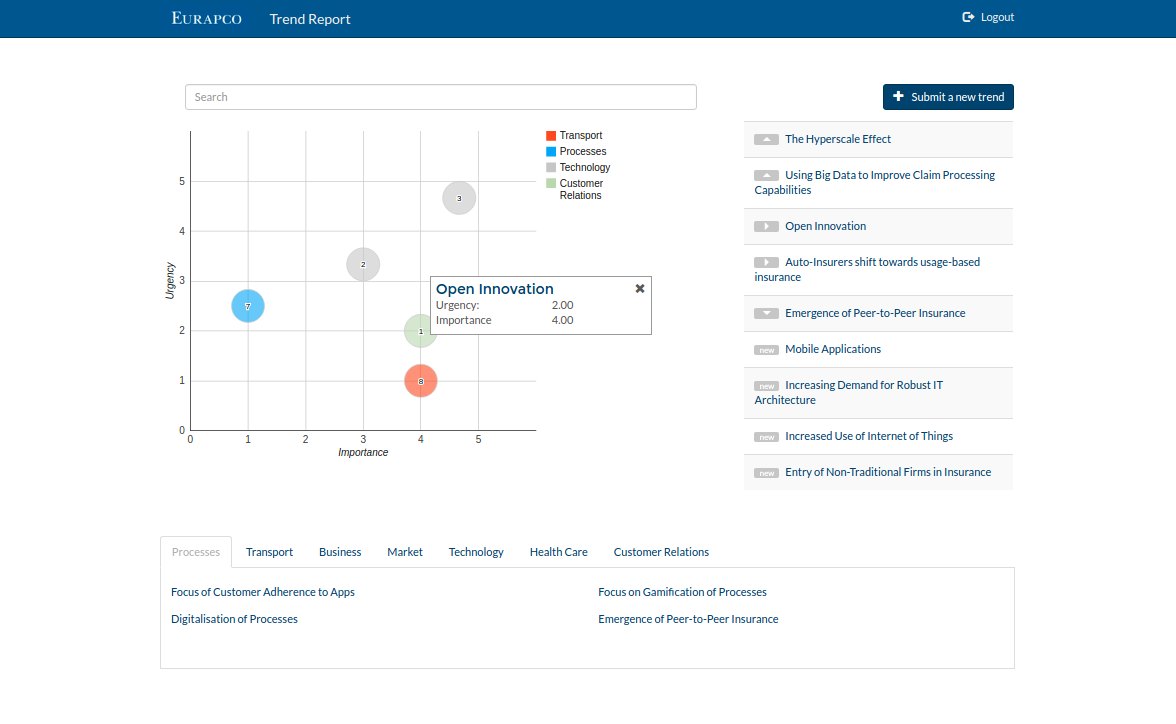 EURAPCO Trend Report Logout
Search
Submit a new trend
Transport
Processes
Technology
Customer
Relations
Urgency
5
4
3
2
1
0
0 1 2 3 4 5
Importance
3
2
7
1
8
Open Innovation ✖
Urgency: 2.00
Importance 4.00
The Hyperscale Effect
Using Big Data to Improve Claim Processing
Capabilities
Open Innovation
Auto-Insurers shift towards usage-based
insurance
Emergence of Peer-to-Peer Insurance
new Mobile Applications
new Increasing Demand for Robust IT
Architecture
new Increased Use of Internet of Things
new Entry of Non-Traditional Firms in Insurance
Processes Transport Business Market Technology Health Care Customer Relations
Focus of Customer Adherence to Apps Focus on Gamification of Processes
Digitalisation of Processes Emergence of Peer-to-Peer Insurance